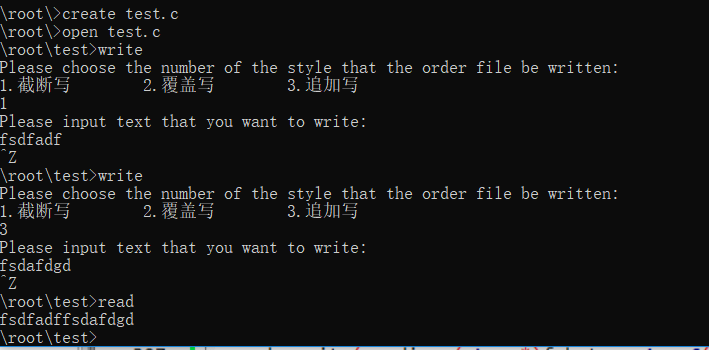 \root\>create test.c
\root\>open test.c
\root\test>write
Please choose the number of the style that the order file be written:
1.截断写 2.覆盖写 3.追加写
1
Please input text that you want to write:
fsdfadf
^Z
\root\test>write
Please choose the number of the style that the order file be written:
1.截断写 2.覆盖写 3.追加写
3
Please input text that you want to write:
fsdafdgd
^Z
\root\test>read
fsdfadffsdafdgd
\root\test>